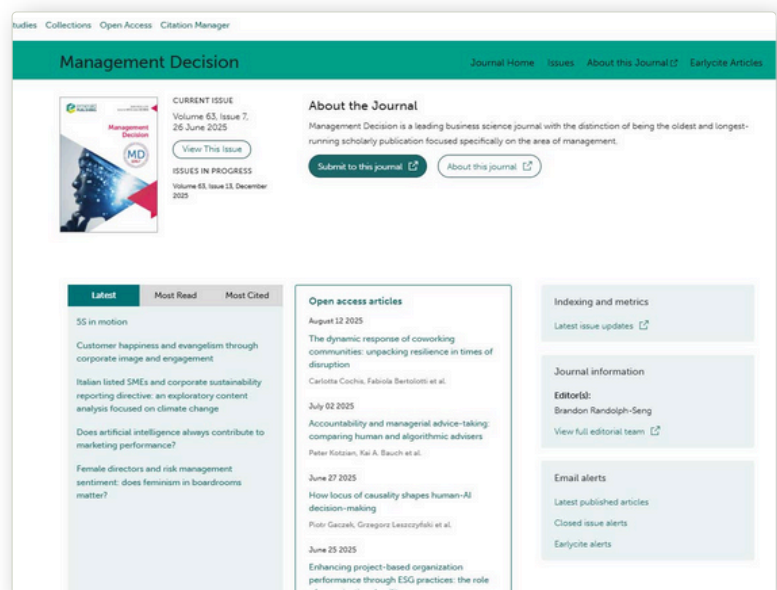 tudies Collections Open Access Citation Manager
Management Decision
Journal Home Issues About this Journal Earlycite Articles
Management
Decision
MD
CURRENT ISSUE
Volume 63, Issue 7,
26 June 2025
View This Issue
ISSUES IN PROGRESS
Volume 63, Issue 13, December
2025
About the Journal
Management Decision is a leading business science journal with the distinction of being the oldest and longest-
running scholarly publication focused specifically on the area of management.
Submit to this journal
About this journal
Latest Most Read Most Cited
5S in motion
Customer happiness and evangelism through
corporate image and engagement
Italian listed SMEs and corporate sustainability
reporting directive: an exploratory content
analysis focused on climate change
Does artificial intelligence always contribute to
marketing performance?
Female directors and risk management
sentiment: does feminism in boardrooms
matter?
Open access articles
August 12 2025
The dynamic response of coworking
communities: unpacking resilience in times of
disruption
Carlotta Cochis, Fabiola Bertolotti et al.
July 02 2025
Accountability and managerial advice-taking:
comparing human and algorithmic advisers
Peter Kotzian, Kai A. Bauch et al.
June 27 2025
How locus of causality shapes human-AI
decision-making
Piotr Gaczek, Grzegorz Leszczyński et al.
June 25 2025
Enhancing project-based organization
performance through ESG practices: the role
Indexing and metrics
Latest issue updates
Journal information
Editor(s):
Brandon Randolph-Seng
View full editorial team
Email alerts
Latest published articles
Closed issue alerts
Earlycite alerts